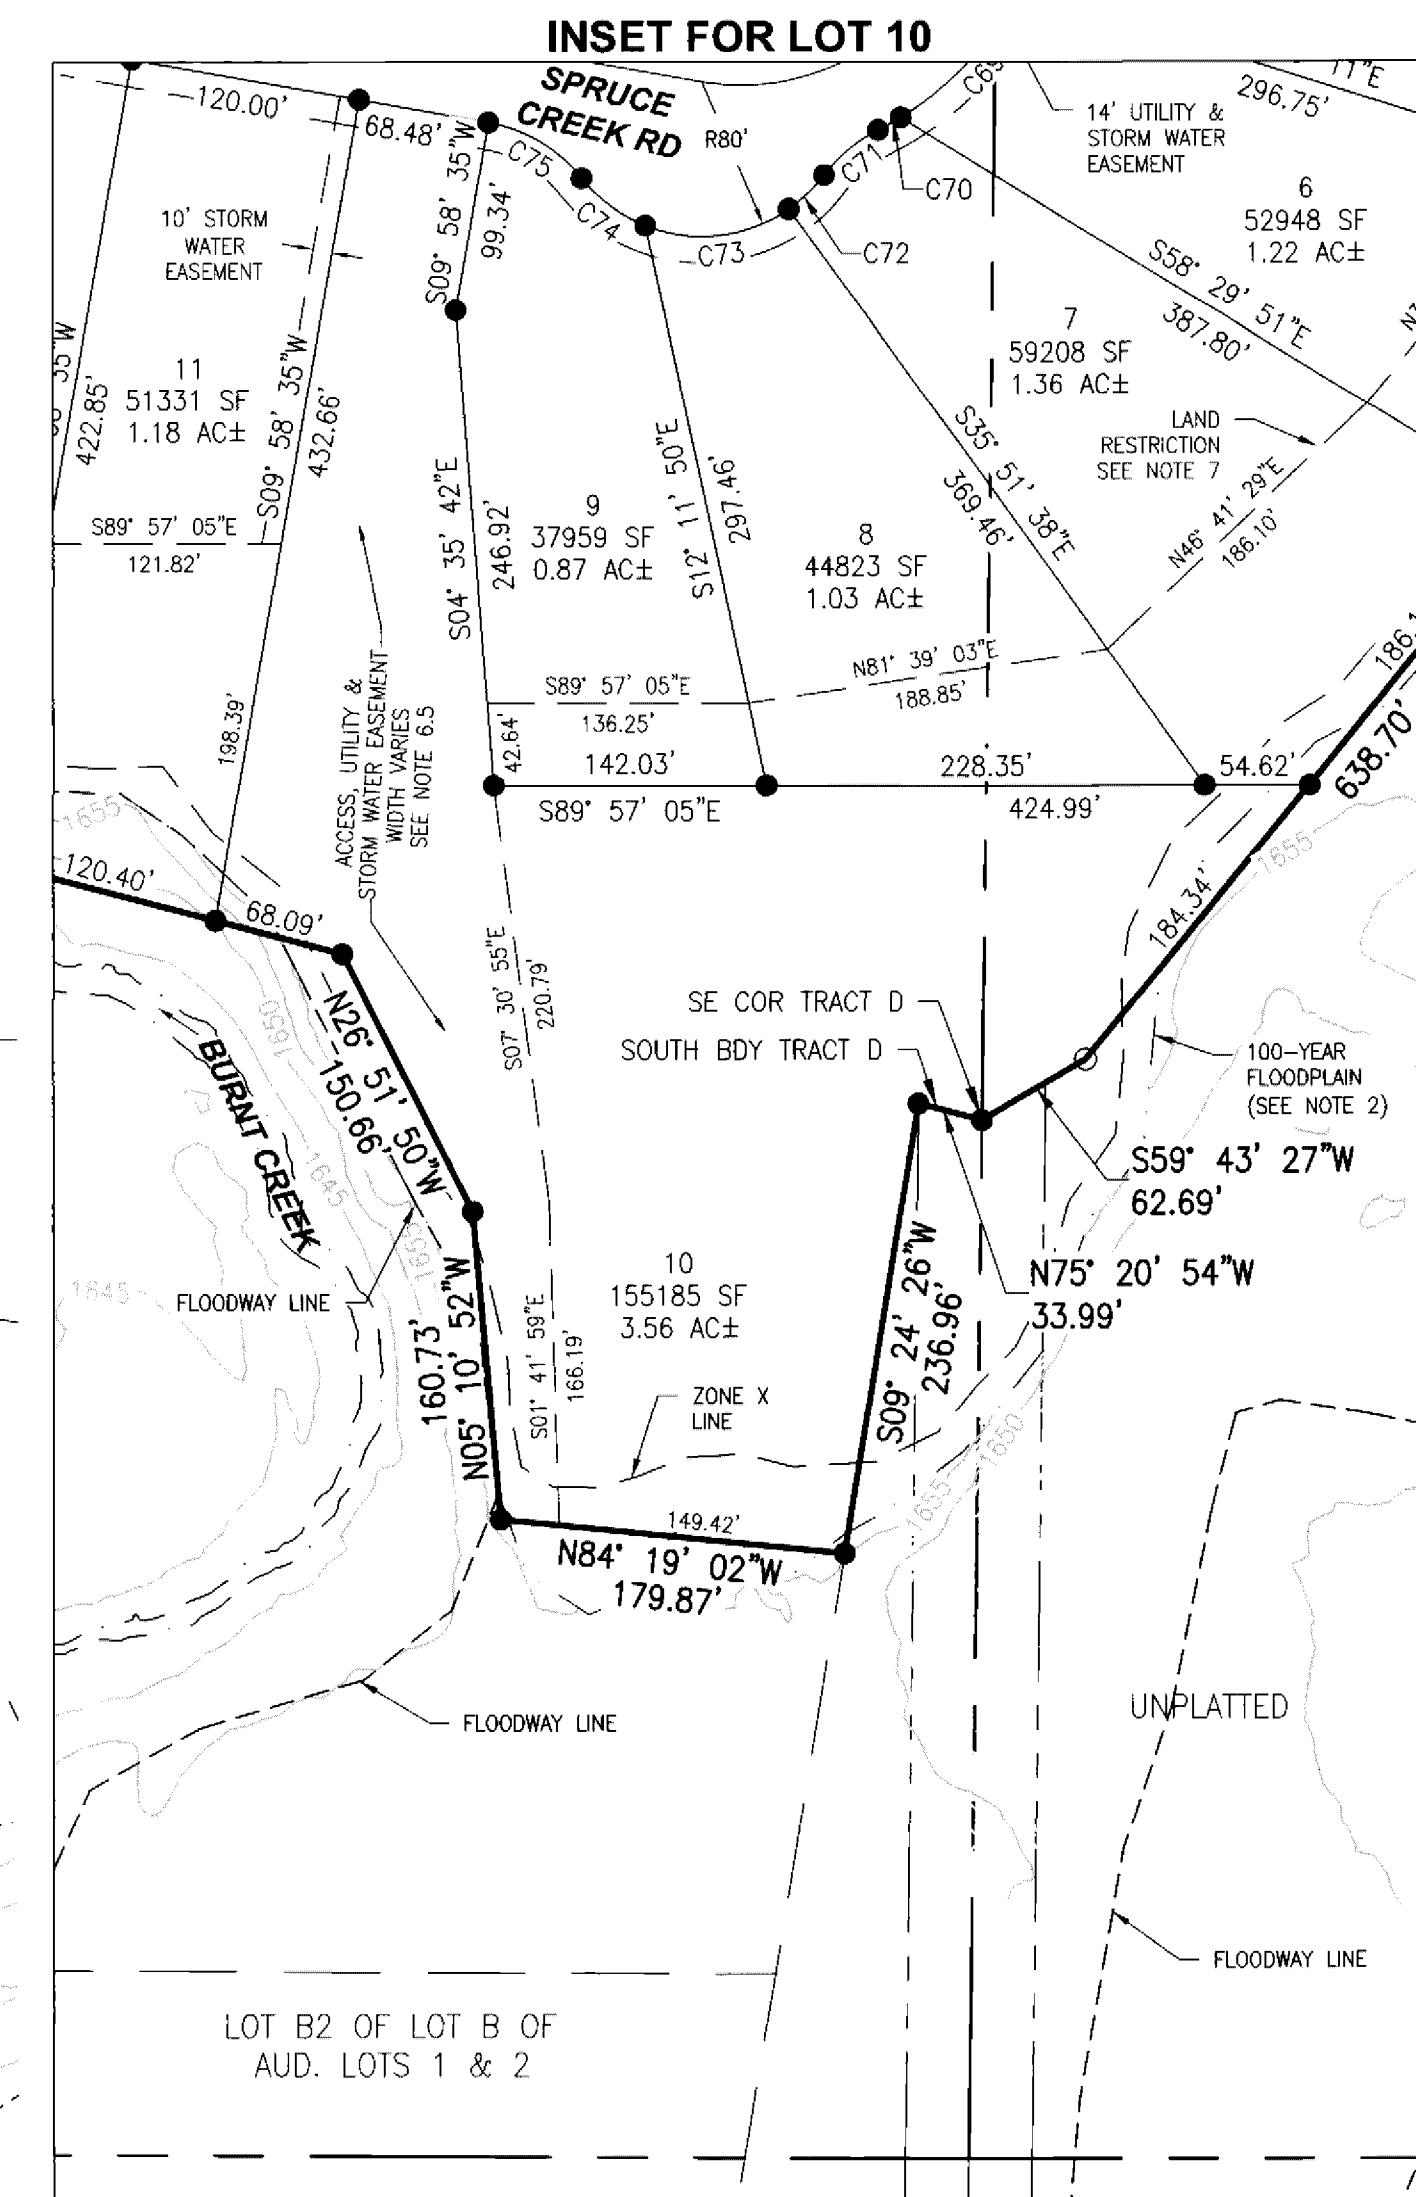 INSET FOR LOT 10
SPRUCE
CREEK RD
120.00'
68.48'
C75
C74
C73
C72
C71
C70
C69
R80'
14' UTILITY &
STORM WATER
EASEMENT
11"E
296.75'
6
52948 SF
1.22 AC±
S58° 29' 51"E
387.80'
10' STORM
WATER
EASEMENT
S09° 58' 35"W
99.34'
7
59208 SF
1.36 AC±
35"W
422.85'
11
51331 SF
1.18 AC±
S09° 58' 35"W
432.66'
S89° 57' 05"E
121.82'
S04° 35' 42"E
246.92'
9
37959 SF
0.87 AC±
S12° 11' 50"E
297.46'
8
44823 SF
1.03 AC±
S35° 51' 38"E
369.46'
LAND
RESTRICTION
SEE NOTE 7
N46° 41' 29"E
186.10'
N81° 39' 03"E
188.85'
S89° 57' 05"E
136.25'
42.64'
142.03'
S89° 57' 05"E
228.35'
424.99'
54.62'
638.70'
184.34'
198.39'
ACCESS, UTILITY &
STORM WATER EASEMENT
WIDTH VARIES
SEE NOTE 6.5
1655
1655
120.40'
68.09'
N26° 51' 50"W
150.66'
1650
BURNT CREEK
1645
1645
1655
S07° 30' 55"E
220.79'
SE COR TRACT D
SOUTH BDY TRACT D
100-YEAR
FLOODPLAIN
(SEE NOTE 2)
S59° 43' 27"W
62.69'
N75° 20' 54"W
33.99'
FLOODWAY LINE
10
155185 SF
3.56 AC±
S09° 24' 26"W
236.96'
N05° 10' 52"W
160.73'
S01° 41' 59"E
166.19'
ZONE X
LINE
1655
1650
149.42'
N84° 19' 02"W
179.87'
FLOODWAY LINE
UNPLATTED
FLOODWAY LINE
LOT B2 OF LOT B OF
AUD. LOTS 1 & 2